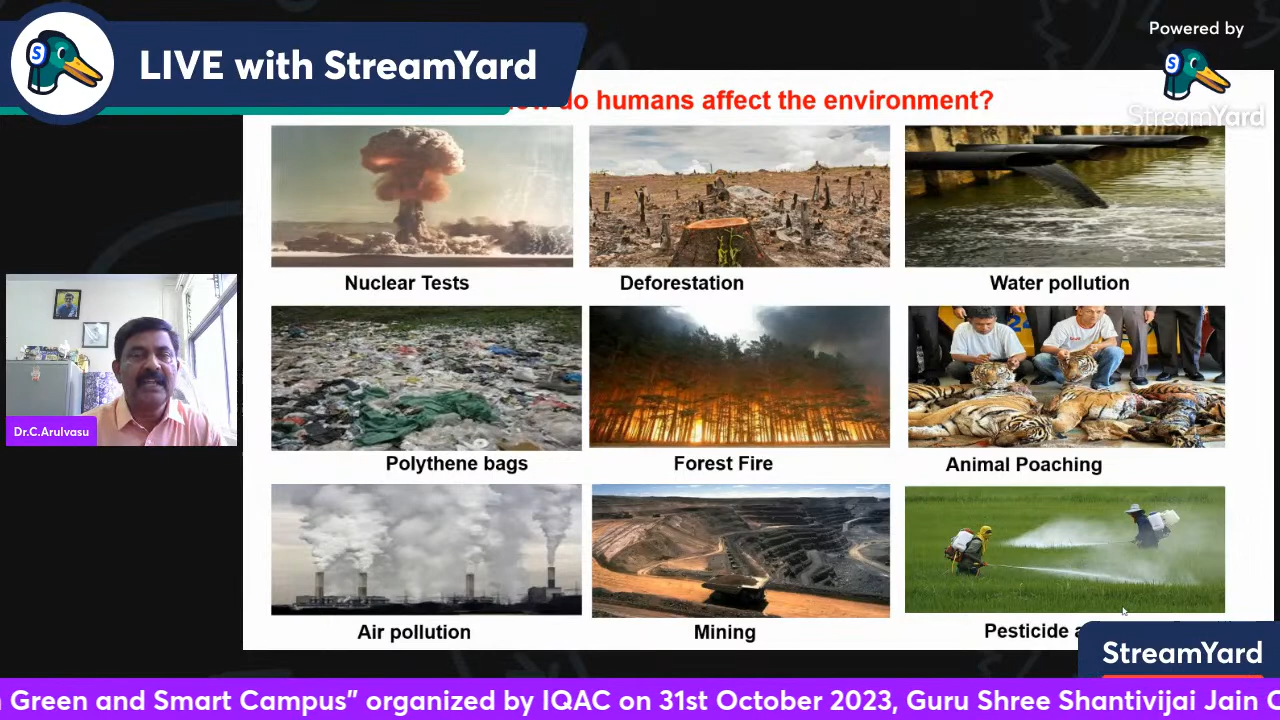 LIVE with StreamYard
Powered by
StreamYard
do humans affect the environment?
Nuclear Tests
Deforestation
Water pollution
Polythene bags
Forest Fire
Animal Poaching
Dr.C.Arulvasu
Air pollution
Mining
Pesticide
StreamYard
Green and Smart Campus” organized by IQAC on 31st October 2023, Guru Shree Shantivijai Jain